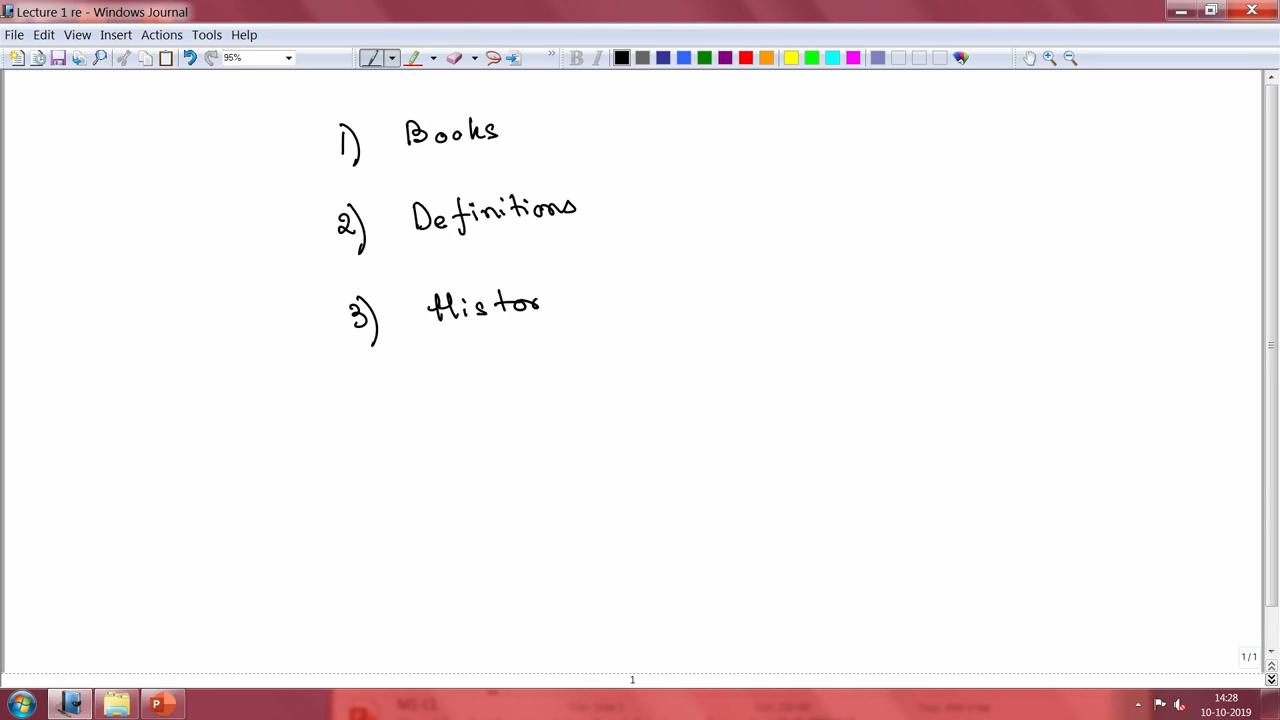 Lecture 1 re - Windows Journal
File Edit View Insert Actions Tools Help
95%
1) Books
2) Definitions
3) Histor
1/1
1
14:28
10-10-2019